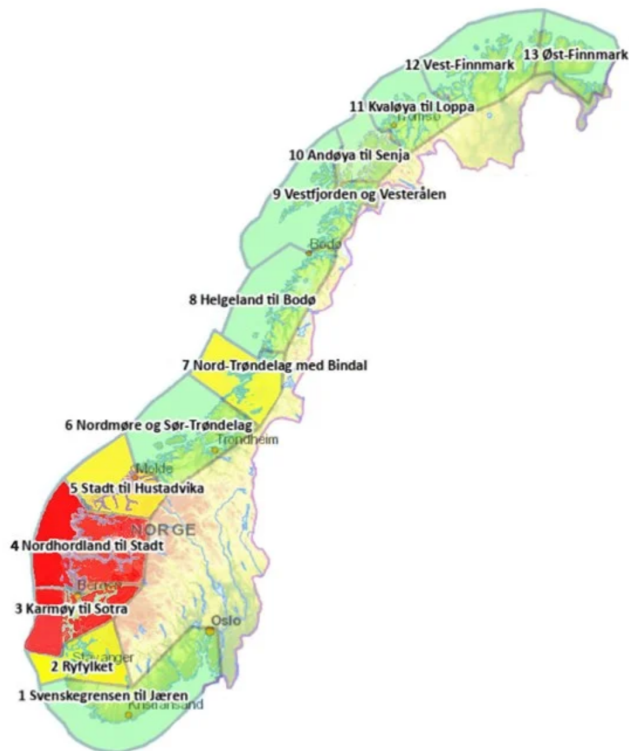 12 Vest-Finnmark
13 Øst-Finnmark
11 Kvaløya til Loppa
Tromsø
10 Andøya til Senja
9 Vestfjorden og Vesterålen
Bodø
8 Helgeland til Bodø
7 Nord-Trøndelag med Bindal
6 Nordmøre og Sør-Trøndelag
Trondheim
Molde
5 Stadt til Hustadvika
NORGE
4 Nordhordland til Stadt
Bergen
3 Karmøy til Sotra
Oslo
Stavanger
2 Ryfylket
1 Svenskegrensen til Jæren
Kristiansand